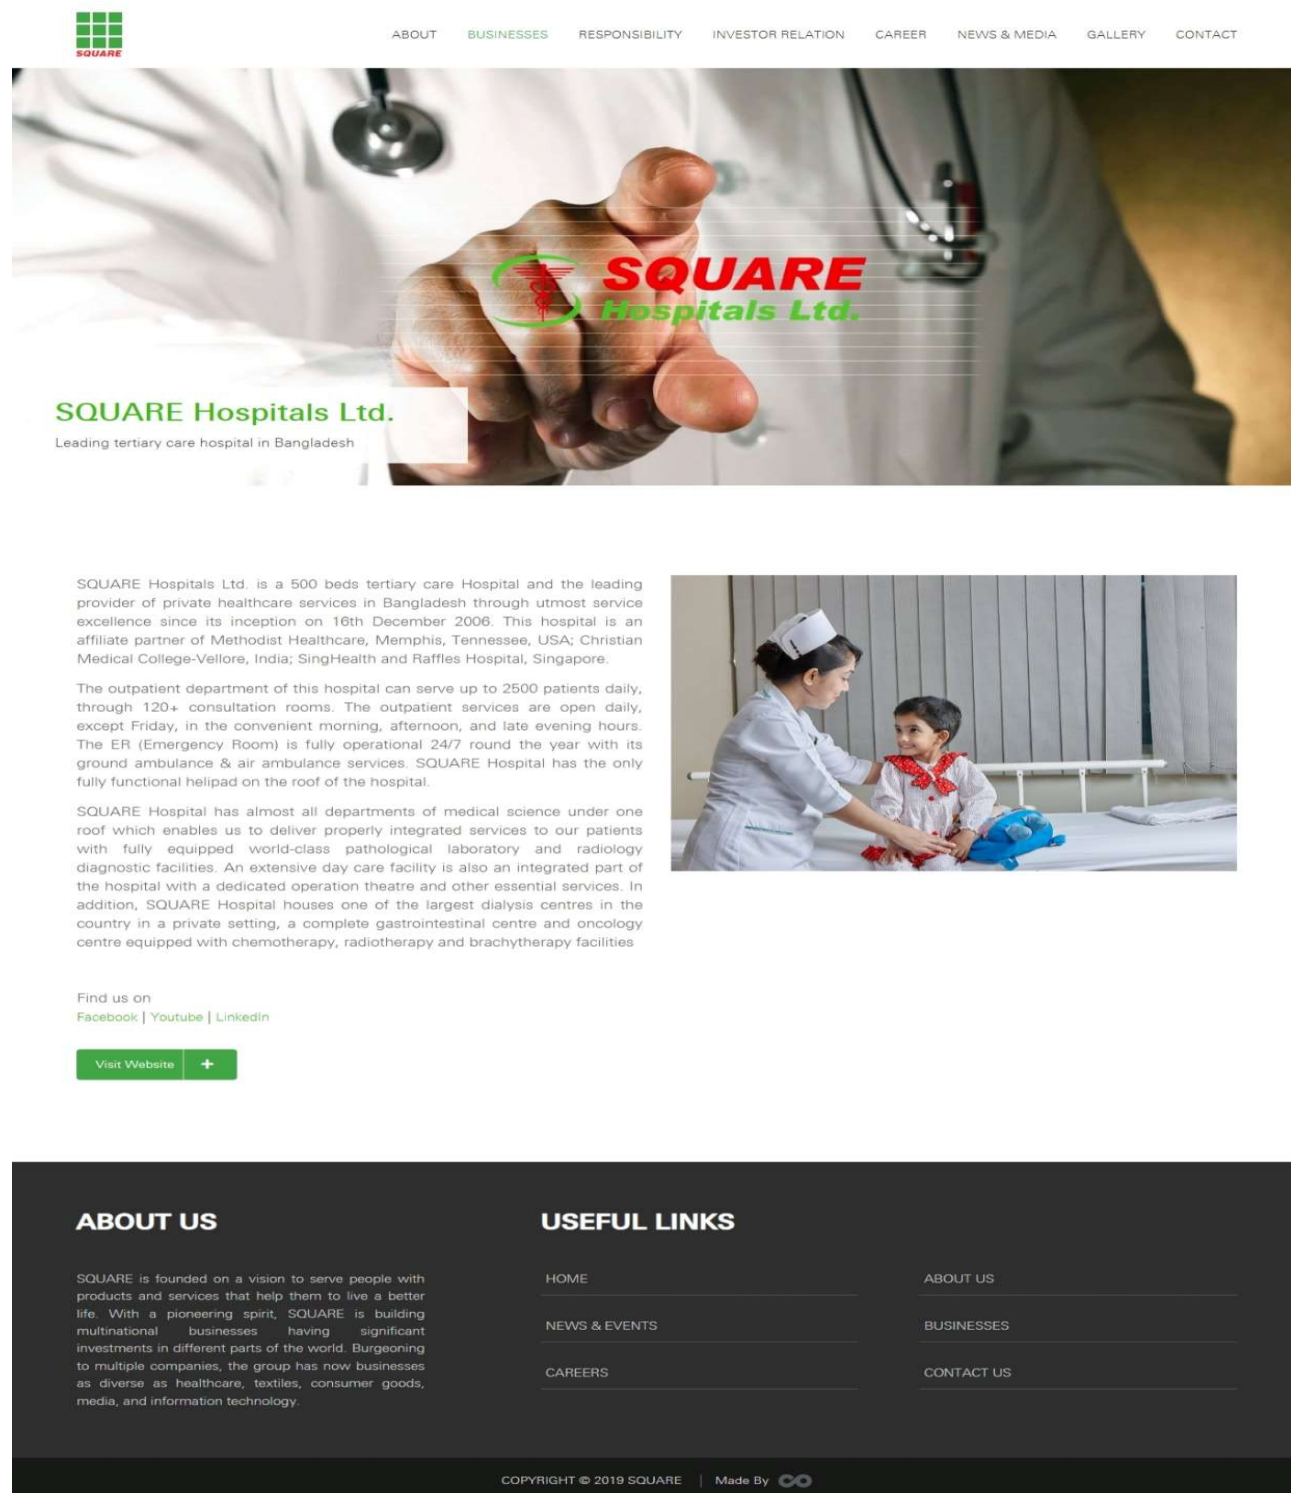 SQUARE
ABOUT
BUSINESSES
RESPONSIBILITY
INVESTOR RELATION
CAREER
NEWS & MEDIA
GALLERY
CONTACT
SQUARE
Hospitals Ltd.
SQUARE Hospitals Ltd.
Leading tertiary care hospital in Bangladesh
SQUARE Hospitals Ltd. is a 500 beds tertiary care Hospital and the leading
provider of private healthcare services in Bangladesh through utmost service
excellence since its inception on 16th December 2006. This hospital is an
affiliate partner of Methodist Healthcare, Memphis, Tennessee, USA; Christian
Medical College-Vellore, India; SingHealth and Raffles Hospital, Singapore.
The outpatient department of this hospital can serve up to 2500 patients daily,
through 120+ consultation rooms. The outpatient services are open daily,
except Friday, in the convenient morning, afternoon, and late evening hours.
The ER (Emergency Room) is fully operational 24/7 round the year with its
ground ambulance & air ambulance services. SQUARE Hospital has the only
fully functional helipad on the roof of the hospital.
SQUARE Hospital has almost all departments of medical science under one
roof which enables us to deliver properly integrated services to our patients
with fully equipped world-class pathological laboratory and radiology
diagnostic facilities. An extensive day care facility is also an integrated part of
the hospital with a dedicated operation theatre and other essential services. In
addition, SQUARE Hospital houses one of the largest dialysis centres in the
country in a private setting, a complete gastrointestinal centre and oncology
centre equipped with chemotherapy, radiotherapy and brachytherapy facilities
Find us on
Facebook | Youtube | LinkedIn
Visit Website +
ABOUT US
SQUARE is founded on a vision to serve people with
products and services that help them to live a better
life. With a pioneering spirit, SQUARE is building
multinational businesses having significant
investments in different parts of the world. Burgeoning
to multiple companies, the group has now businesses
as diverse as healthcare, textiles, consumer goods,
media, and information technology.
USEFUL LINKS
HOME
ABOUT US
NEWS & EVENTS
BUSINESSES
CAREERS
CONTACT US
COPYRIGHT © 2019 SQUARE | Made By